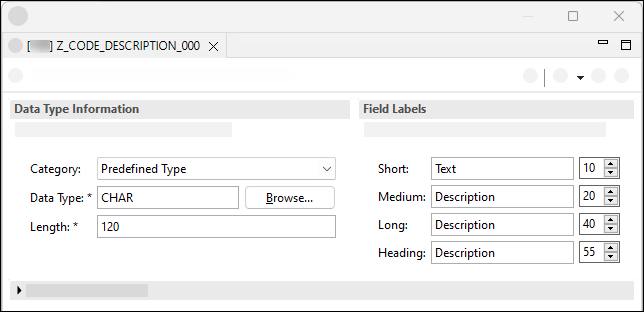 [ ] Z_CODE_DESCRIPTION_000
Data Type Information
Category: Predefined Type
Data Type: * CHAR Browse...
Length: * 120
Field Labels
Short: Text 10
Medium: Description 20
Long: Description 40
Heading: Description 55